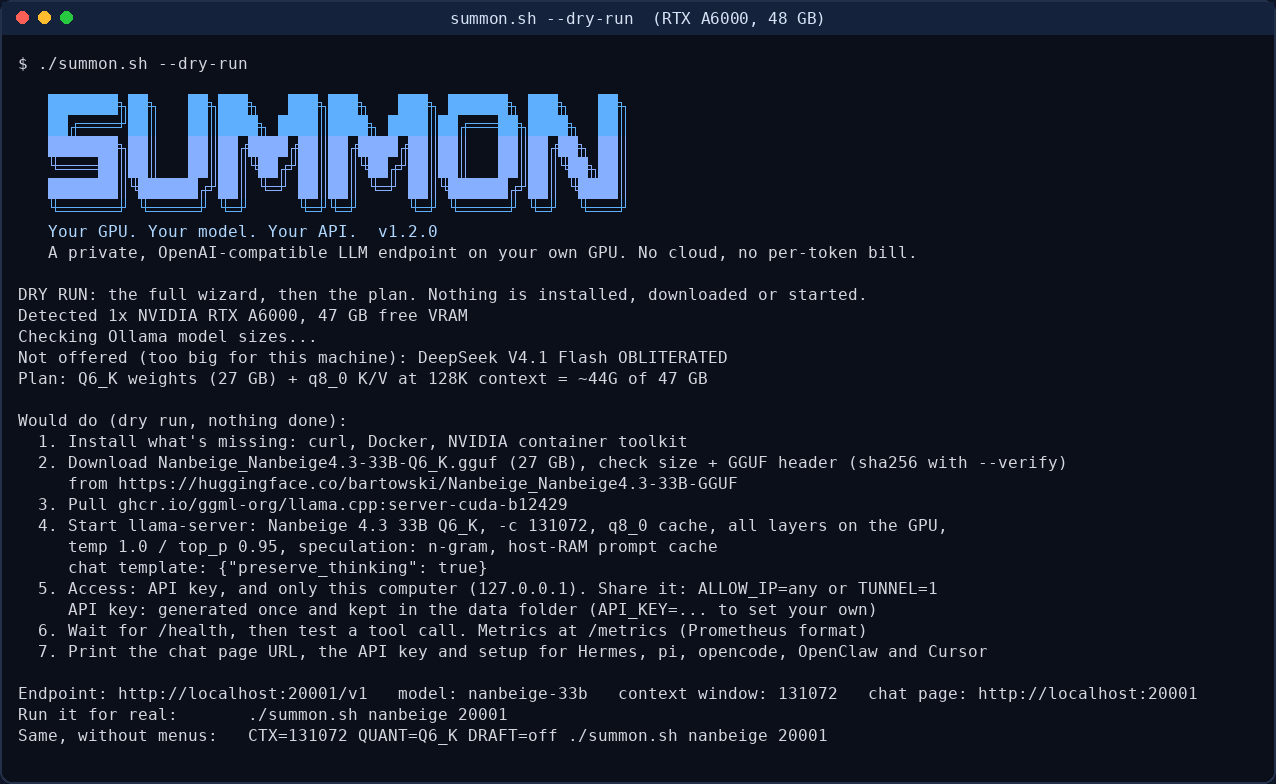 summon.sh --dry-run  (RTX A6000, 48 GB)
$ ./summon.sh --dry-run
SUMMON
Your GPU. Your model. Your API.  v1.2.0
A private, OpenAI-compatible LLM endpoint on your own GPU. No cloud, no per-token bill.
DRY RUN: the full wizard, then the plan. Nothing is installed, downloaded or started.
Detected 1x NVIDIA RTX A6000, 47 GB free VRAM
Checking Ollama model sizes...
Not offered (too big for this machine): DeepSeek V4.1 Flash OBLITERATED
Plan: Q6_K weights (27 GB) + q8_0 K/V at 128K context = ~44G of 47 GB
Would do (dry run, nothing done):
1. Install what's missing: curl, Docker, NVIDIA container toolkit
2. Download Nanbeige_Nanbeige4.3-33B-Q6_K.gguf (27 GB), check size + GGUF header (sha256 with --verify)
from https://huggingface.co/bartowski/Nanbeige_Nanbeige4.3-33B-GGUF
3. Pull ghcr.io/ggml-org/llama.cpp:server-cuda-b12429
4. Start llama-server: Nanbeige 4.3 33B Q6_K, -c 131072, q8_0 cache, all layers on the GPU,
temp 1.0 / top_p 0.95, speculation: n-gram, host-RAM prompt cache
chat template: {"preserve_thinking": true}
5. Access: API key, and only this computer (127.0.0.1). Share it: ALLOW_IP=any or TUNNEL=1
API key: generated once and kept in the data folder (API_KEY=... to set your own)
6. Wait for /health, then test a tool call. Metrics at /metrics (Prometheus format)
7. Print the chat page URL, the API key and setup for Hermes, pi, opencode, OpenClaw and Cursor
Endpoint: http://localhost:20001/v1   model: nanbeige-33b   context window: 131072   chat page: http://localhost:20001
Run it for real:       ./summon.sh nanbeige 20001
Same, without menus:   CTX=131072 QUANT=Q6_K DRAFT=off ./summon.sh nanbeige 20001